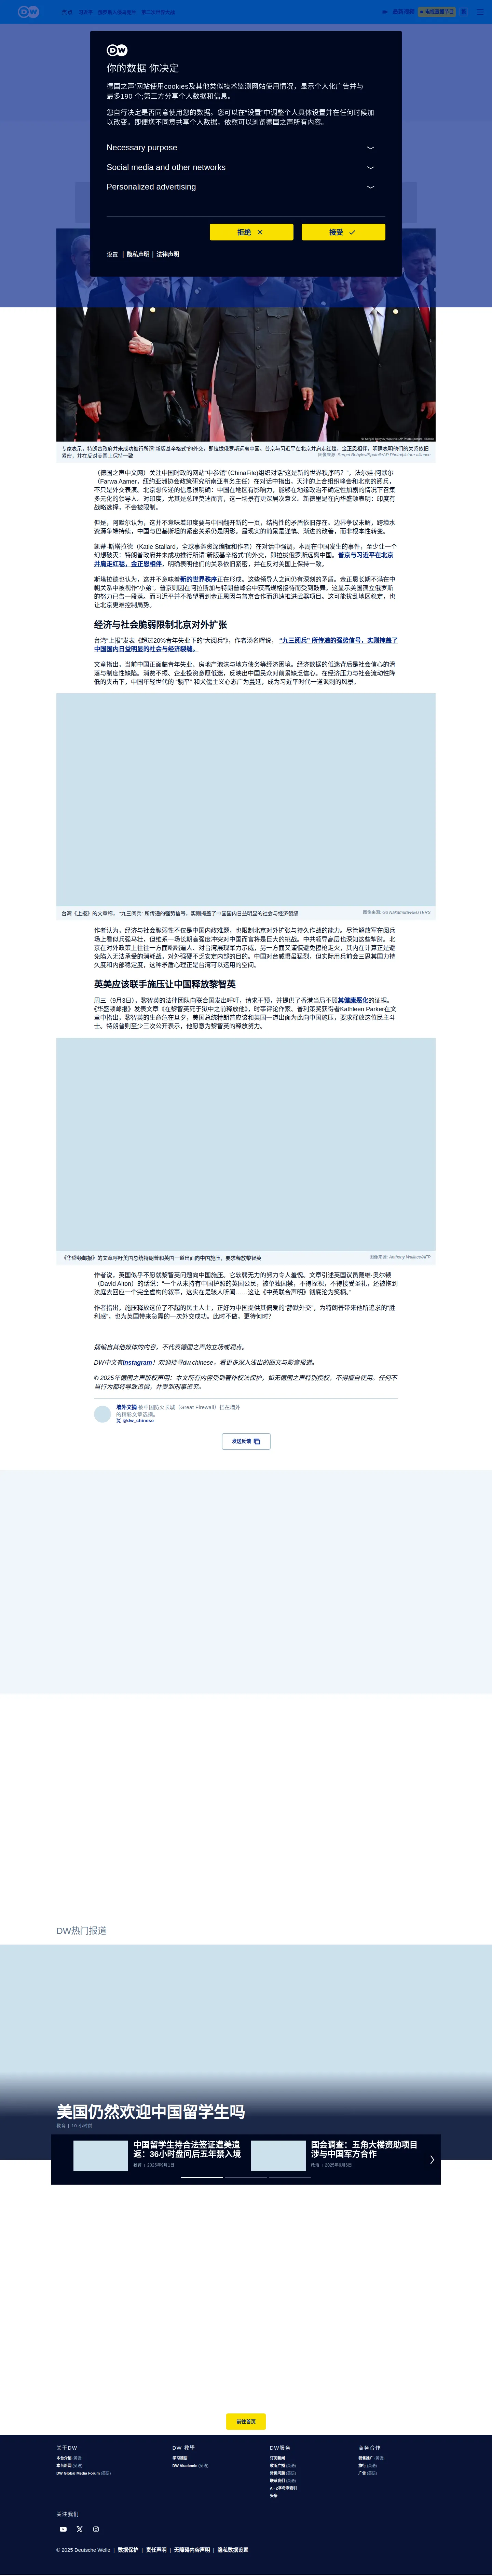 DW
你的数据 你决定
德国之声'网站使用cookies及其他类似技术监测网站使用情况，显示个人化广告并与
最多190 个;第三方分享个人数据和信息。
您自行决定是否同意使用您的数据。您可以在“设置”中调整个人具体设置并在任何时候加
以改变。即便您不同意共享个人数据，依然可以浏览德国之声所有内容。
Necessary purpose
Social media and other networks
Personalized advertising
拒绝
接受
设置 | 隐私声明 | 法律声明
专家表示，特朗普政府并未成功推行所谓“新版基辛格式”的外交，即拉拢俄罗斯远离中国。普京与习近平在北京并肩走红毯，金正恩相伴，明确表明他们的关系依旧
紧密，并在反对美国上保持一致
图像来源: Sergei Bobylev/Sputnik/AP Photo/picture alliance
（德国之声中文网）关注中国时政的网站“中参馆”（ChinaFile)组织对话“这是新的世界秩序吗？”。法尔娃·阿默尔
（Farwa Aamer，纽约亚洲协会政策研究所南亚事务主任）在对话中指出，天津的上合组织峰会和北京的阅兵，
不只是外交演出。北京想传递的信息很明确：中国在地区有影响力，能够在地缘政治不确定性加剧的情况下召集
多元化的领导人。对印度，尤其是总理莫迪而言，这一场景有更深层次意义。新德里是在向华盛顿表明：印度有
战略选择，不会被限制。
但是，阿默尔认为，这并不意味着印度要与中国翻开新的一页，结构性的矛盾依旧存在。边界争议未解，跨境水
资源争端持续，中国与巴基斯坦的紧密关系仍是阴影。最现实的前景是谨慎、渐进的改善，而非根本性转变。
凯蒂·斯塔拉德（Katie Stallard，全球事务资深编辑和作者）在对话中强调，本周在中国发生的事件，至少让一个
幻想破灭：特朗普政府并未成功推行所谓“新版基辛格式”的外交，即拉拢俄罗斯远离中国。普京与习近平在北京
并肩走红毯，金正恩相伴，明确表明他们的关系依旧紧密，并在反对美国上保持一致。
斯塔拉德也认为，这并不意味着新的世界秩序正在形成。这些领导人之间仍有深刻的矛盾。金正恩长期不满在中
朝关系中被视作“小弟”。普京则因在阿拉斯加与特朗普峰会中获高规格接待而受到鼓舞。这显示美国孤立俄罗斯
的努力已告一段落。而习近平并不希望看到金正恩因与普京合作而迅速推进武器项目。这可能扰乱地区稳定，也
让北京更难控制局势。
经济与社会脆弱限制北京对外扩张
台湾“上报”发表《超过20%青年失业下的“大阅兵”》，作者汤名晖说， “九三阅兵” 所传递的强势信号，实则掩盖了
中国国内日益明显的社会与经济裂缝。
文章指出，当前中国正面临青年失业、房地产泡沫与地方债务等经济困境。经济数据的低迷背后是社会信心的滑
落与制度性缺陷。消费不振、企业投资意愿低迷，反映出中国民众对前景缺乏信心。在经济压力与社会流动性降
低的夹击下，中国年轻世代的 “躺平” 和犬儒主义心态广为蔓延，成为习近平时代一道讽刺的风景。
台湾《上报》的文章称， “九三阅兵” 所传递的强势信号，实则掩盖了中国国内日益明显的社会与经济裂缝
图像来源: Go Nakamura/REUTERS
作者认为，经济与社会脆弱性不仅是中国内政难题，也限制北京对外扩张与持久作战的能力。尽管解放军在阅兵
场上看似兵强马壮，但维系一场长期高强度冲突对中国而言将是巨大的挑战。中共领导高层也深知这些掣肘。北
京在对外政策上往往一方面咄咄逼人、对台湾展现军力示威，另一方面又谨慎避免擦枪走火，其内在计算正是避
免陷入无法承受的消耗战，对外强硬不乏安定内部的目的。中国对台威慑虽猛烈，但实际用兵前会三思其国力持
久度和内部稳定度，这种矛盾心理正是台湾可以运用的空间。
英美应该联手施压让中国释放黎智英
周三（9月3日），黎智英的法律团队向联合国发出呼吁，请求干预，并提供了香港当局不顾其健康恶化的证据。
《华盛顿邮报》发表文章《在黎智英死于狱中之前释放他》，时事评论作家、普利策奖获得者Kathleen Parker在文
章中指出，黎智英的生命危在旦夕，美国总统特朗普应该和英国一道出面为此向中国施压，要求释放这位民主斗
士。特朗普则至少三次公开表示，他愿意为黎智英的释放努力。
《华盛顿邮报》的文章呼吁美国总统特朗普和英国一道出面向中国施压，要求释放黎智英
图像来源: Anthony Wallace/AFP
作者说，英国似乎不愿就黎智英问题向中国施压。它软弱无力的努力令人羞愧。文章引述英国议员戴维·奥尔顿
（David Alton）的话说：“一个从未持有中国护照的英国公民，被单独囚禁，不得探视，不得接受圣礼，还被拖到
法庭去回应一个完全虚构的叙事，这实在是骇人听闻……这让《中英联合声明》彻底沦为笑柄。”
作者指出，施压释放这位了不起的民主人士，正好为中国提供其偏爱的“静默外交”，为特朗普带来他所追求的“胜
利感”，也为英国带来急需的一次外交成功。此时不做，更待何时？
摘编自其他媒体的内容，不代表德国之声的立场或观点。
DW中文有Instagram！欢迎搜寻dw.chinese，看更多深入浅出的图文与影音报道。
© 2025年德国之声版权声明：本文所有内容受到著作权法保护，如无德国之声特别授权，不得擅自使用。任何不
当行为都将导致追偿，并受到刑事追究。
墙外文摘 被中国防火长城（Great Firewall）挡在墙外
的精彩文章选摘。
@dw_chinese
发送反馈
DW热门报道
美国仍然欢迎中国留学生吗
教育 | 10 小时前
中国留学生持合法签证遭美遣
返：36小时盘问后五年禁入境
教育 | 2025年9月1日
国会调查：五角大楼资助项目
涉与中国军方合作
政治 | 2025年9月6日
前往首页
关于DW
本台介绍 (英语)
本台新闻 (英语)
DW Global Media Forum (英语)
DW 教學
学习德语
DW Akademie (英语)
DW服务
订阅新闻
收听广播 (英语)
常见问题 (英语)
联系我们 (英语)
A - Z字母序索引
头条
商务合作
销售推广 (英语)
旅行 (英语)
广告 (英语)
关注我们
© 2025 Deutsche Welle | 数据保护 | 责任声明 | 无障碍内容声明 | 隐私数据设置